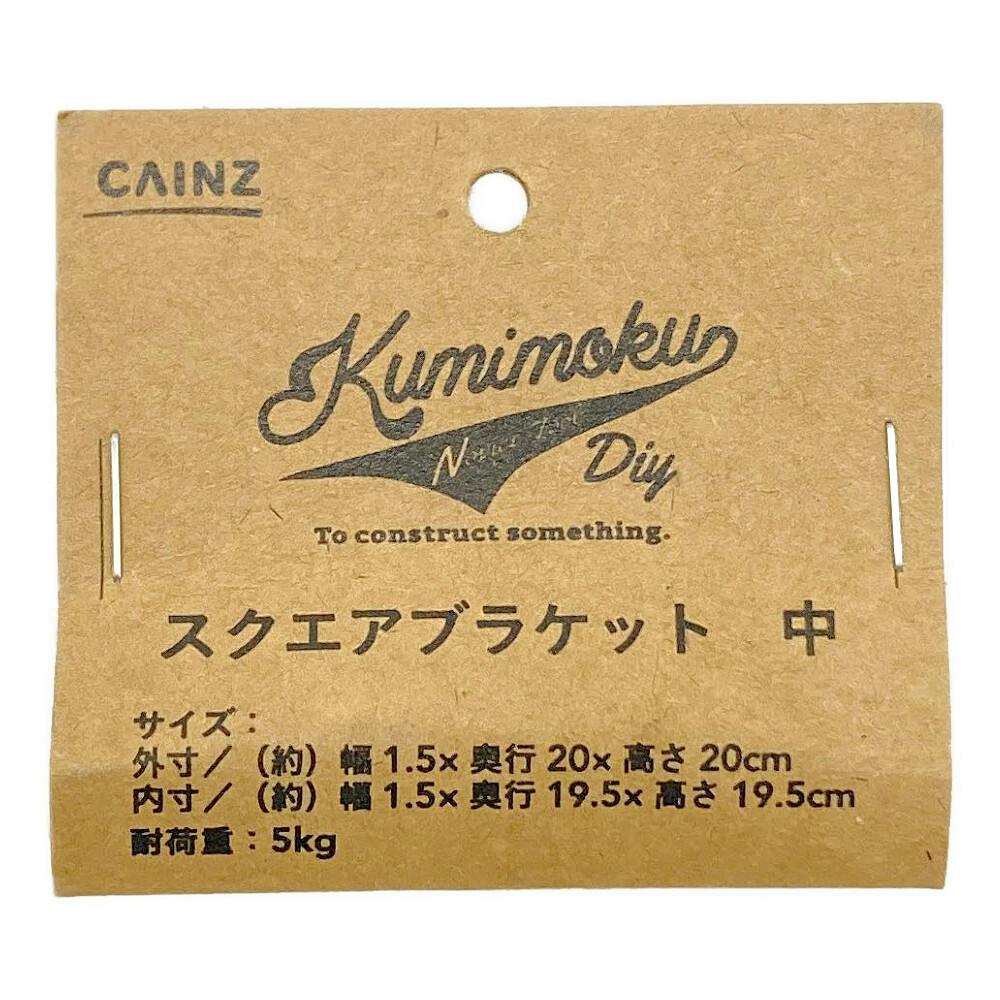 CAINZ
Kumimoku
Diy
To construct something.
スクエアブラケット 中
サイズ：
外寸／（約）幅1.5×奥行20×高さ20cm
内寸／（約）幅1.5×奥行19.5×高さ19.5cm
耐荷重：5kg